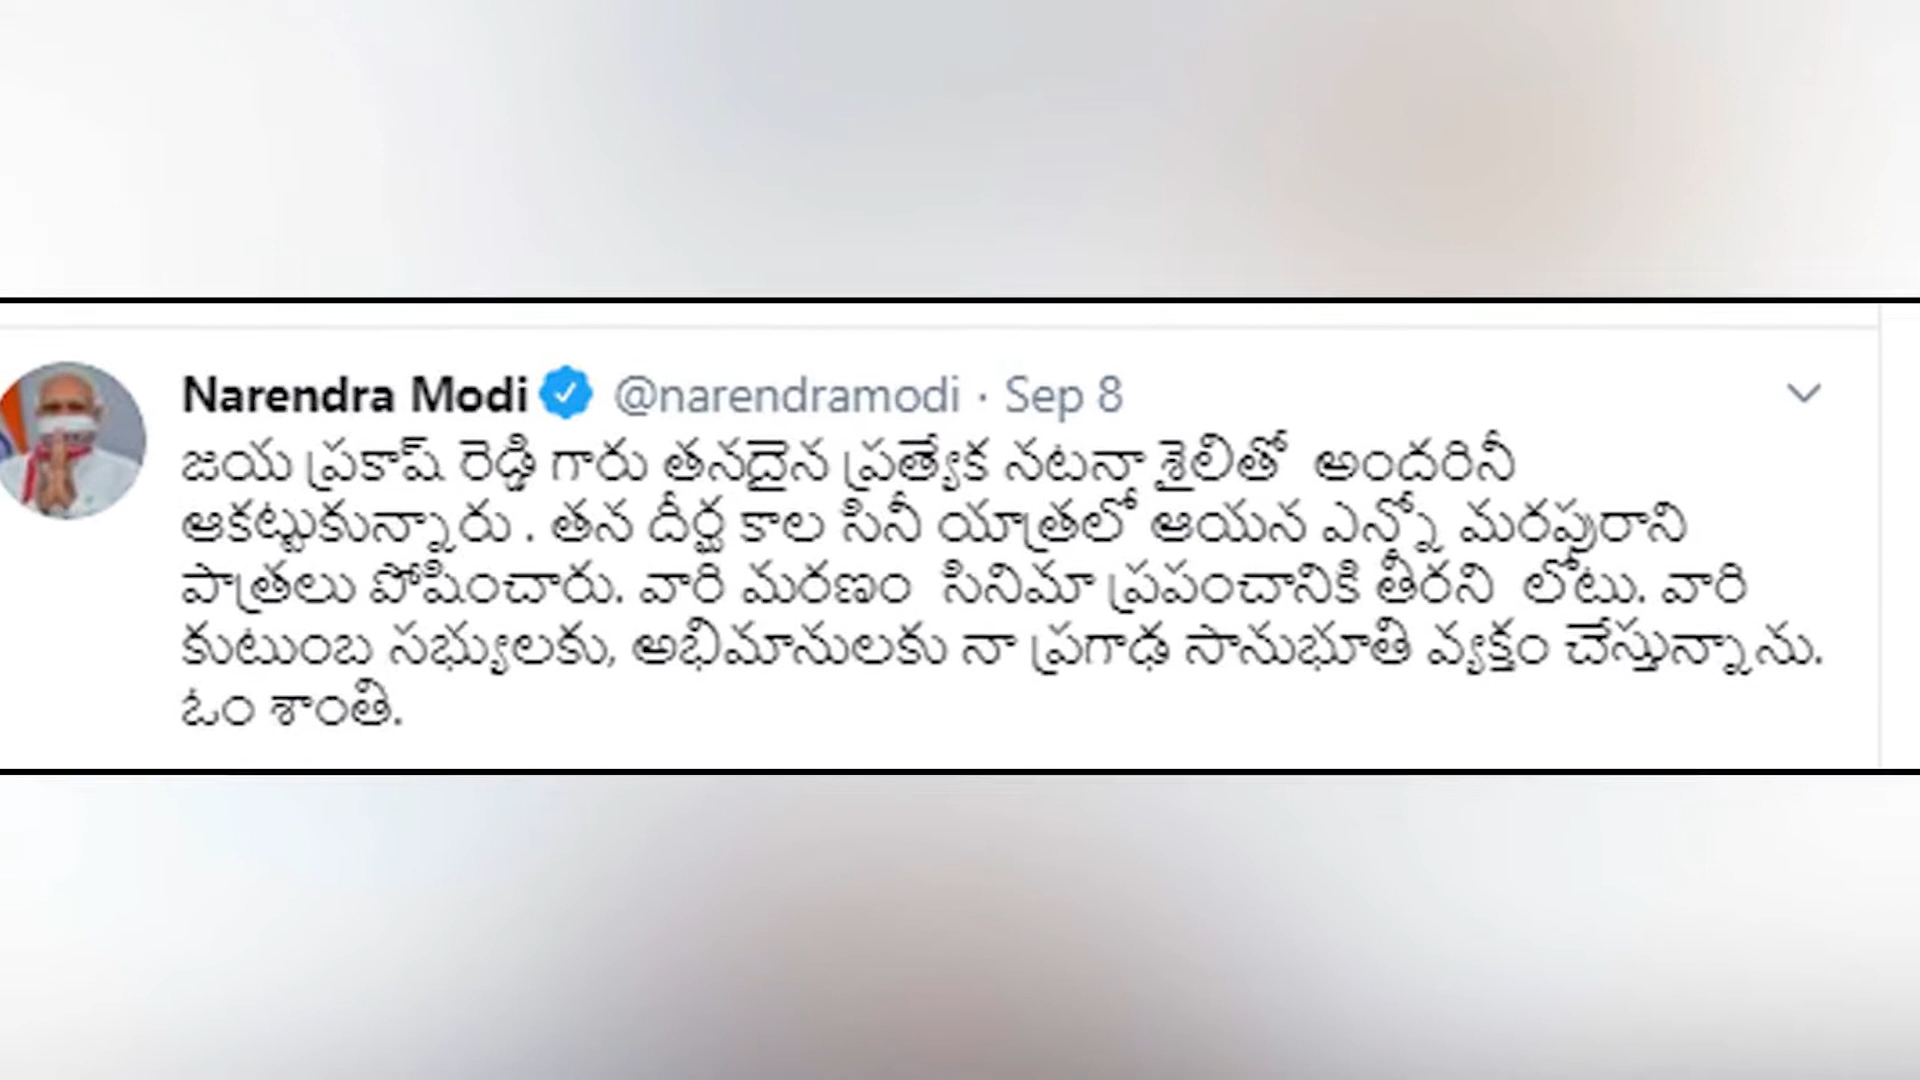 Narendra Modi @narendramodi · Sep 8
జయ ప్రకాష్ రెడ్డి గారు తనదైన ప్రత్యేక నటనా శైలితో అందరినీ
ఆకట్టుకున్నారు . తన దీర్ఘ కాల సినీ యాత్రలో ఆయన ఎన్నో మరపురాని
పాత్రలు పోషించారు. వారి మరణం సినిమా ప్రపంచానికి తీరని లోటు. వారి
కుటుంబ సభ్యులకు, అభిమానులకు నా ప్రగాఢ సానుభూతి వ్యక్తం చేస్తున్నాను.
ఓం శాంతి.